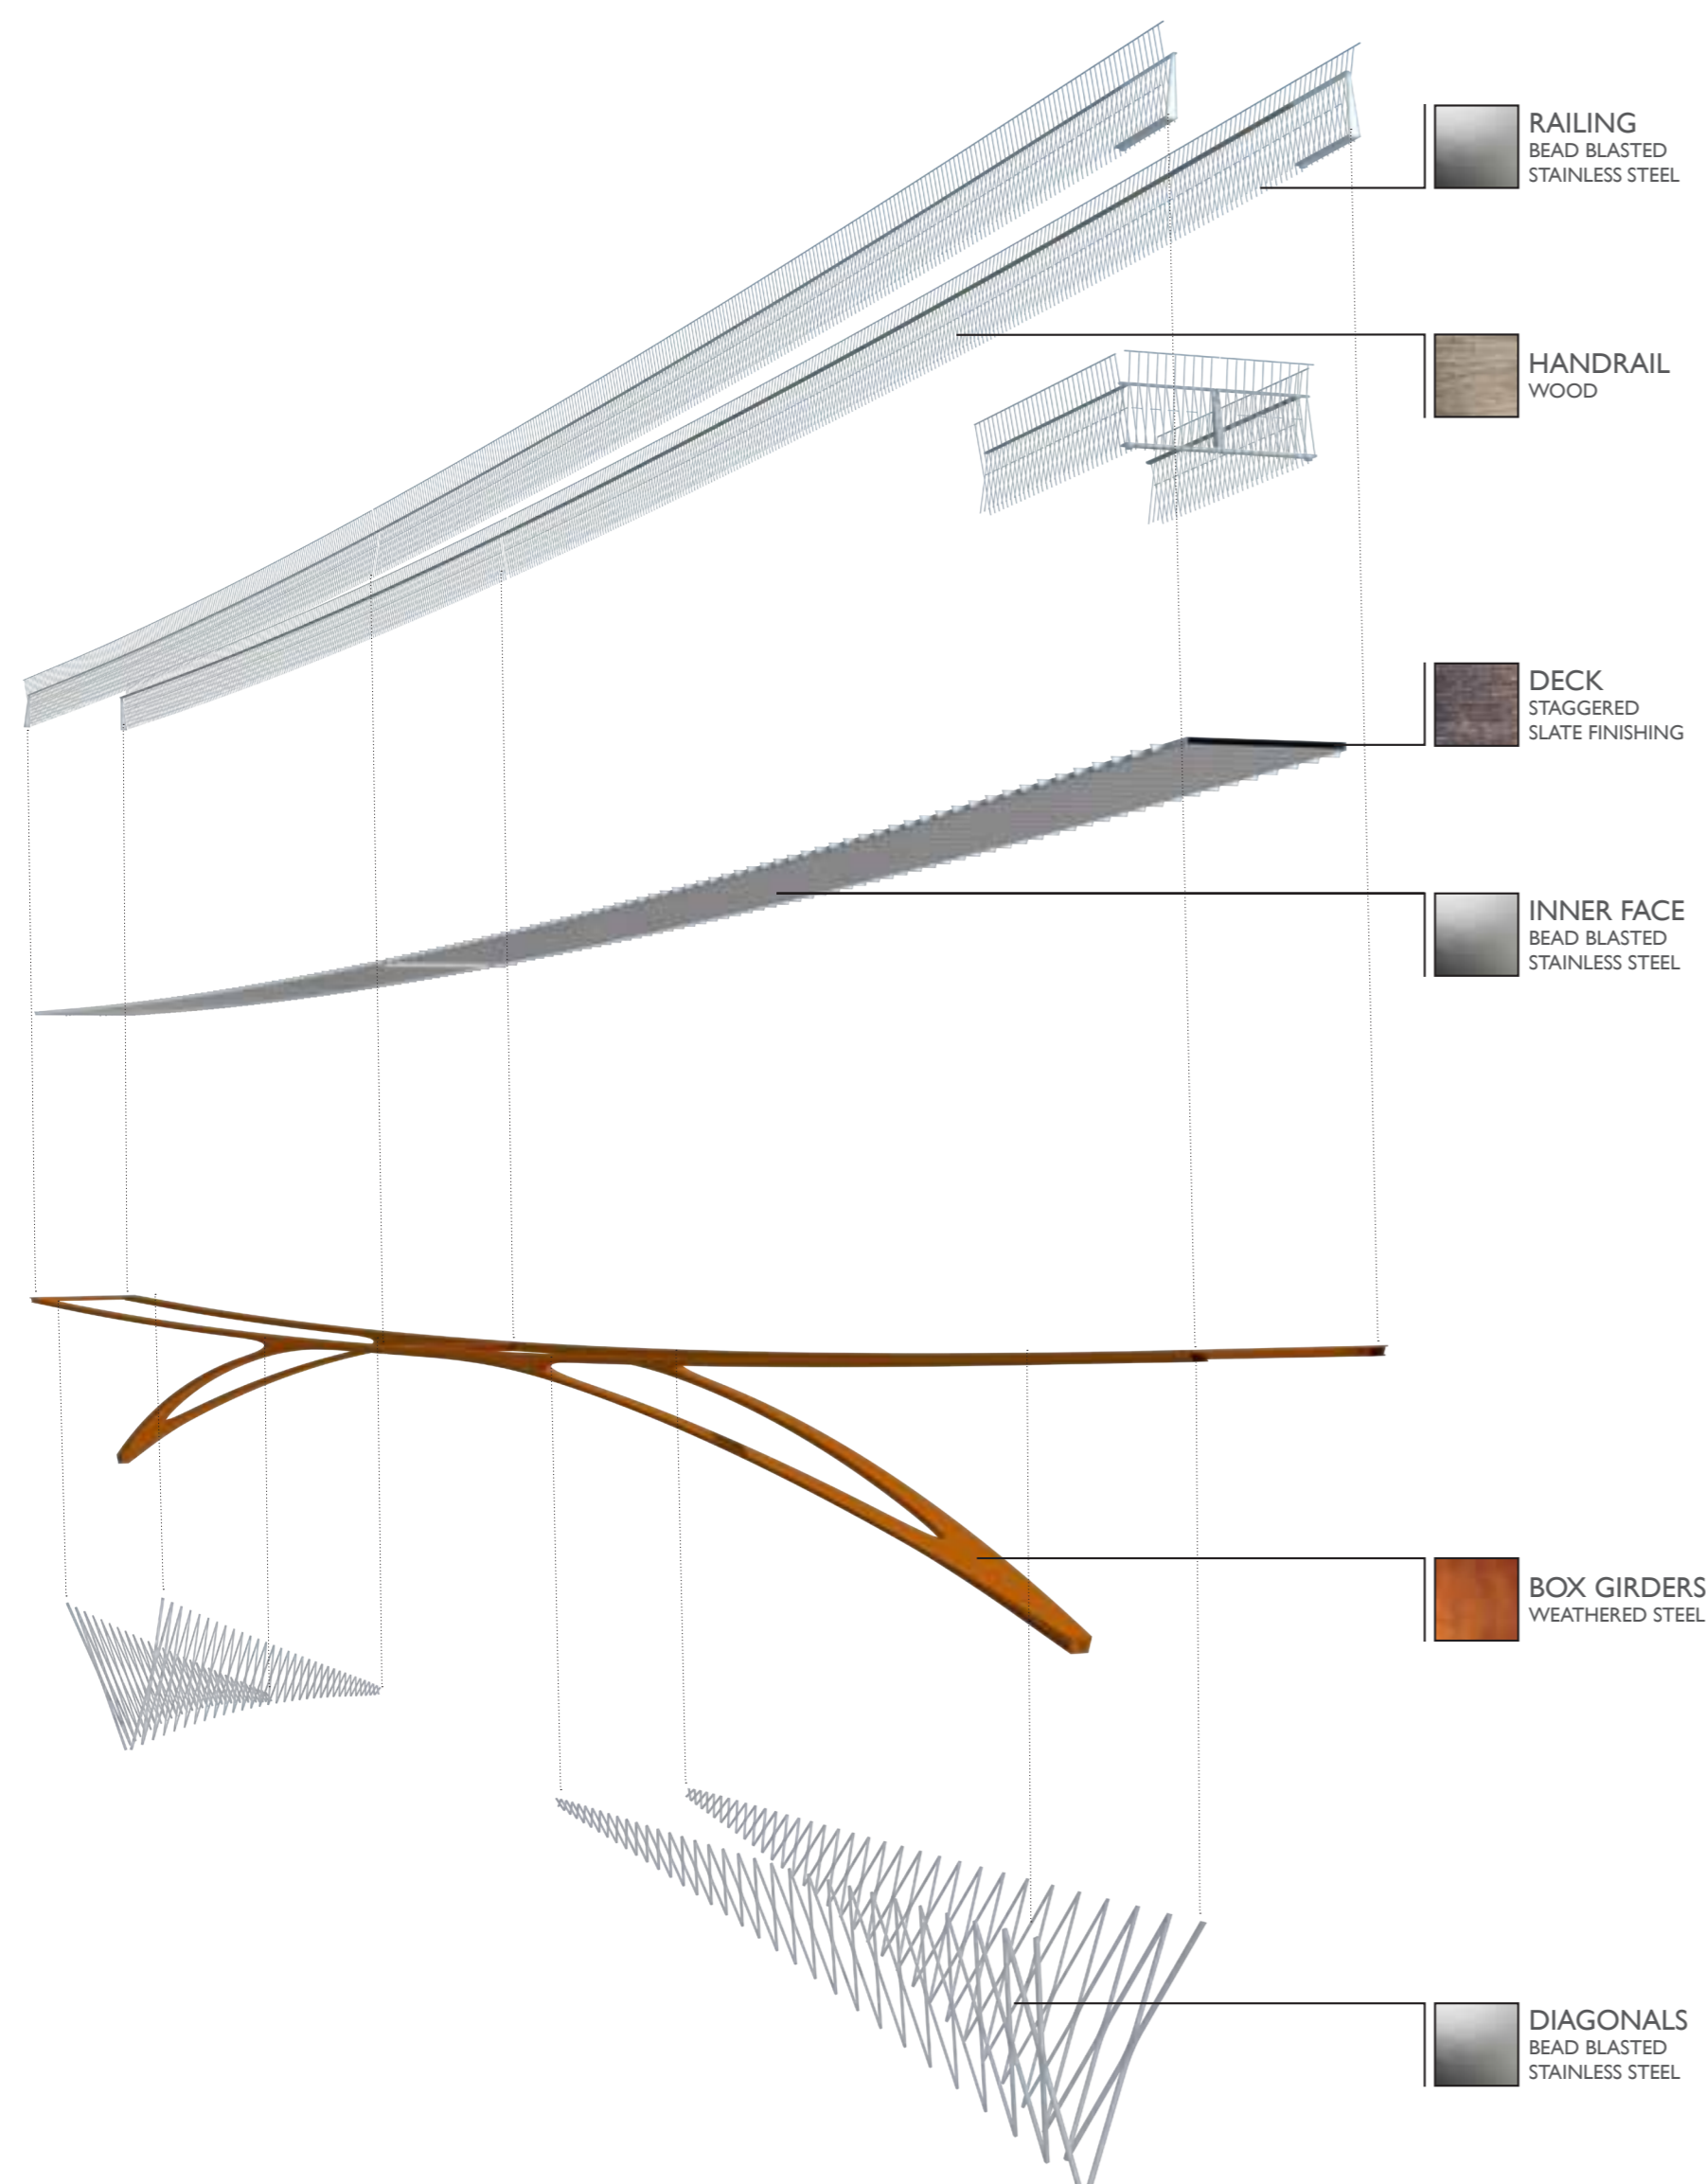 RAILING
BEAD BLASTED
STAINLESS STEEL
HANDRAIL
WOOD
DECK
STAGGERED
SLATE FINISHING
INNER FACE
BEAD BLASTED
STAINLESS STEEL
BOX GIRDERS
WEATHERED STEEL
DIAGONALS
BEAD BLASTED
STAINLESS STEEL